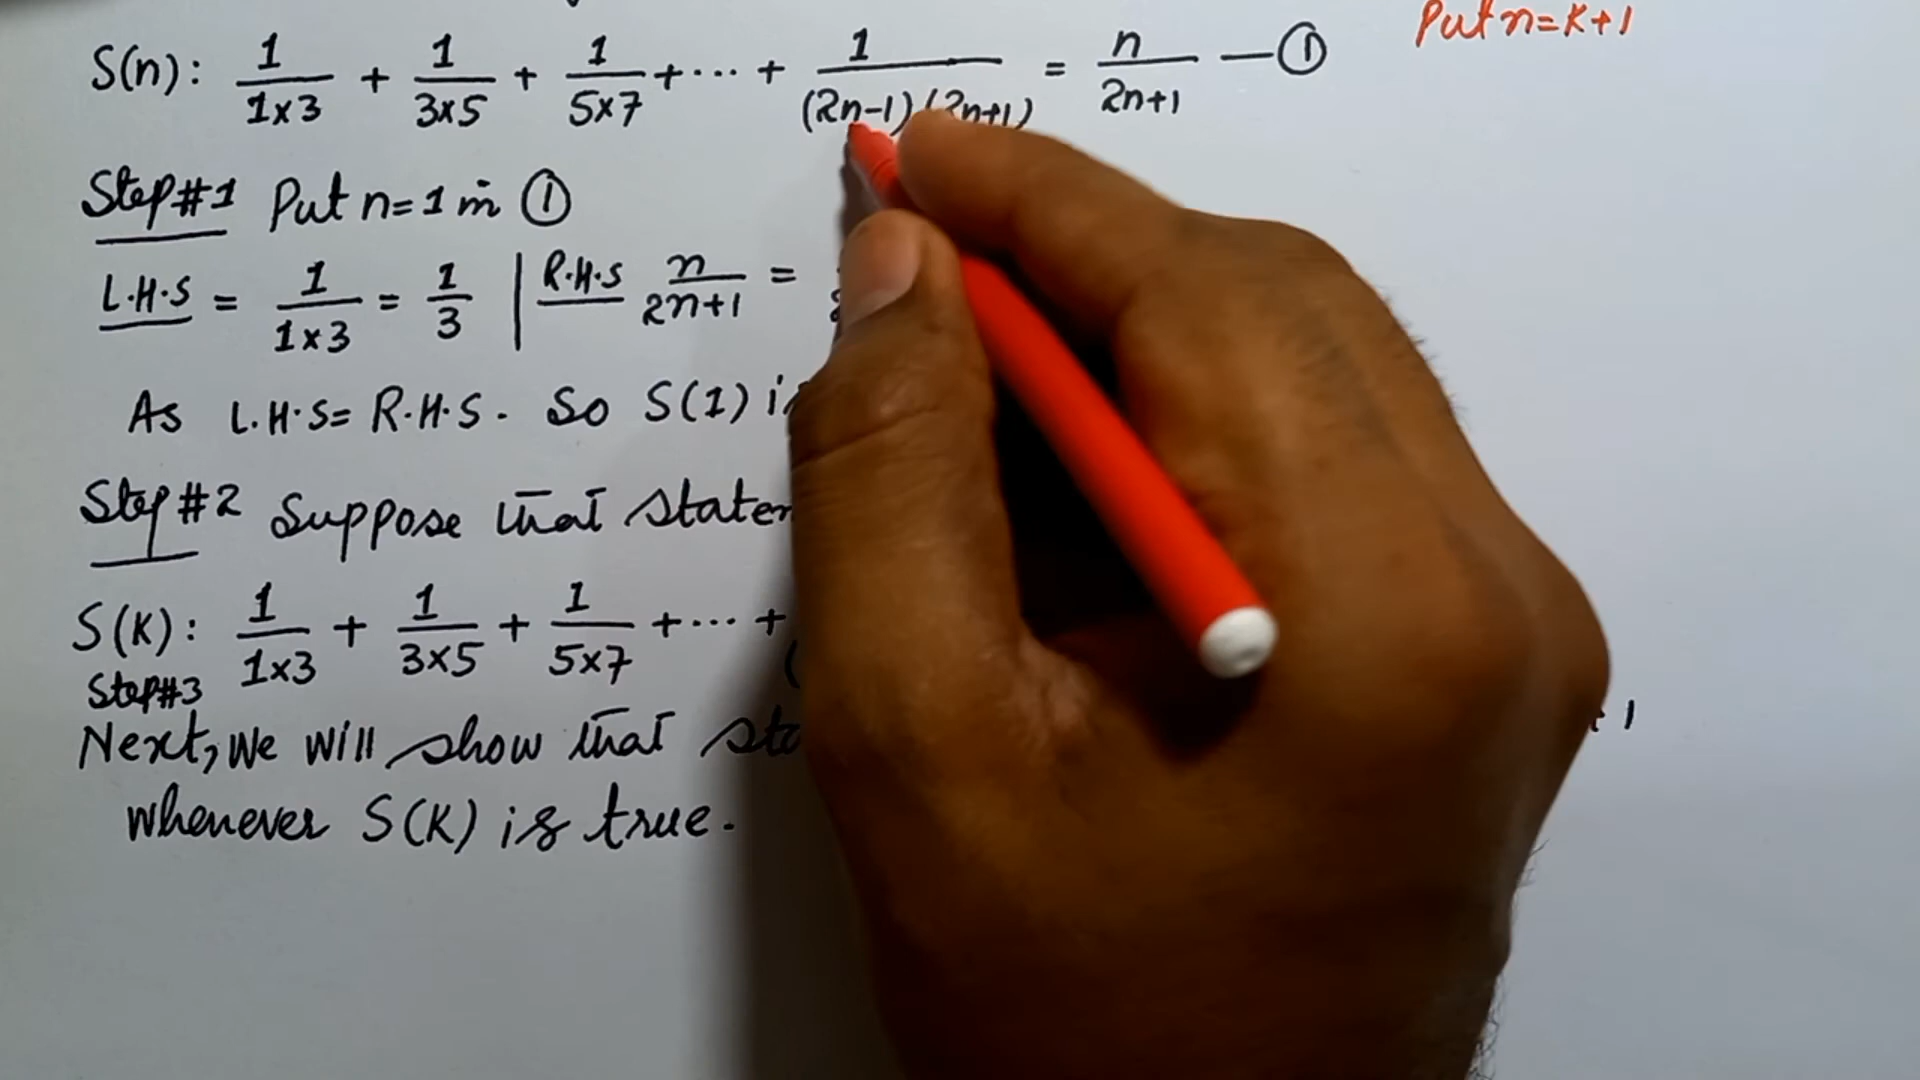 Put n=K+1
S(n): 1/(1×3) + 1/(3×5) + 1/(5×7) +...+ 1/((2n-1)(2n+1)) = n/(2n+1) — ①
Step#1 Put n=1 in ①
L.H.S = 1/(1×3) = 1/3 | R.H.S n/(2n+1) =
As L.H.S= R.H.S. So S(1)
Step#2 Suppose that
S(K): 1/(1×3) + 1/(3×5) + 1/(5×7) +...+
Step#3
Next, we will show that
whenever S(K) is true.